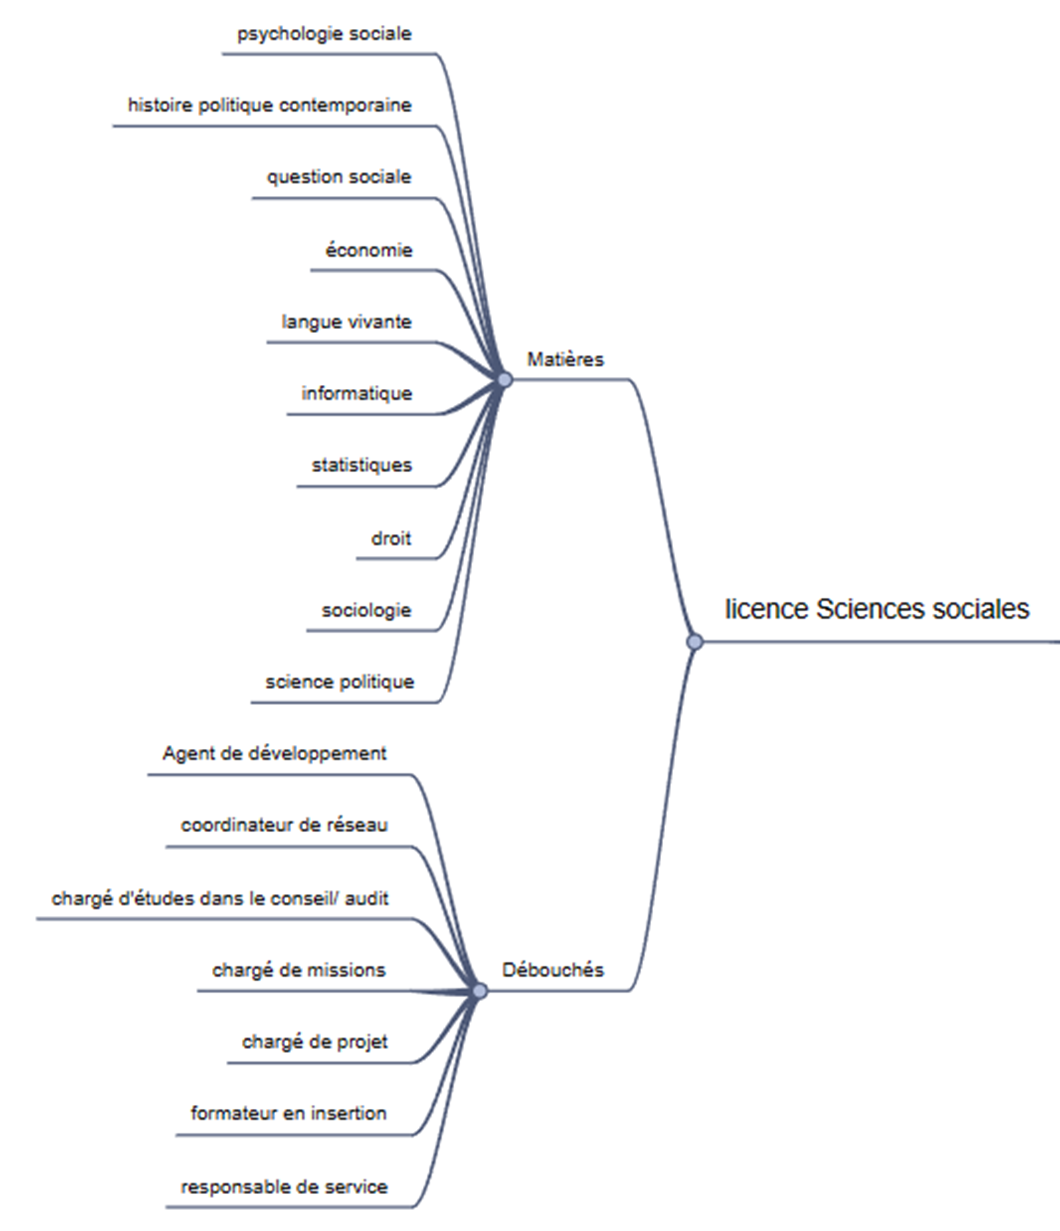 psychologie sociale
histoire politique contemporaine
question sociale
économie
langue vivante
informatique
statistiques
droit
sociologie
science politique
Matières
licence Sciences sociales
Agent de développement
coordinateur de réseau
chargé d'études dans le conseil/ audit
chargé de missions
chargé de projet
formateur en insertion
responsable de service
Débouchés